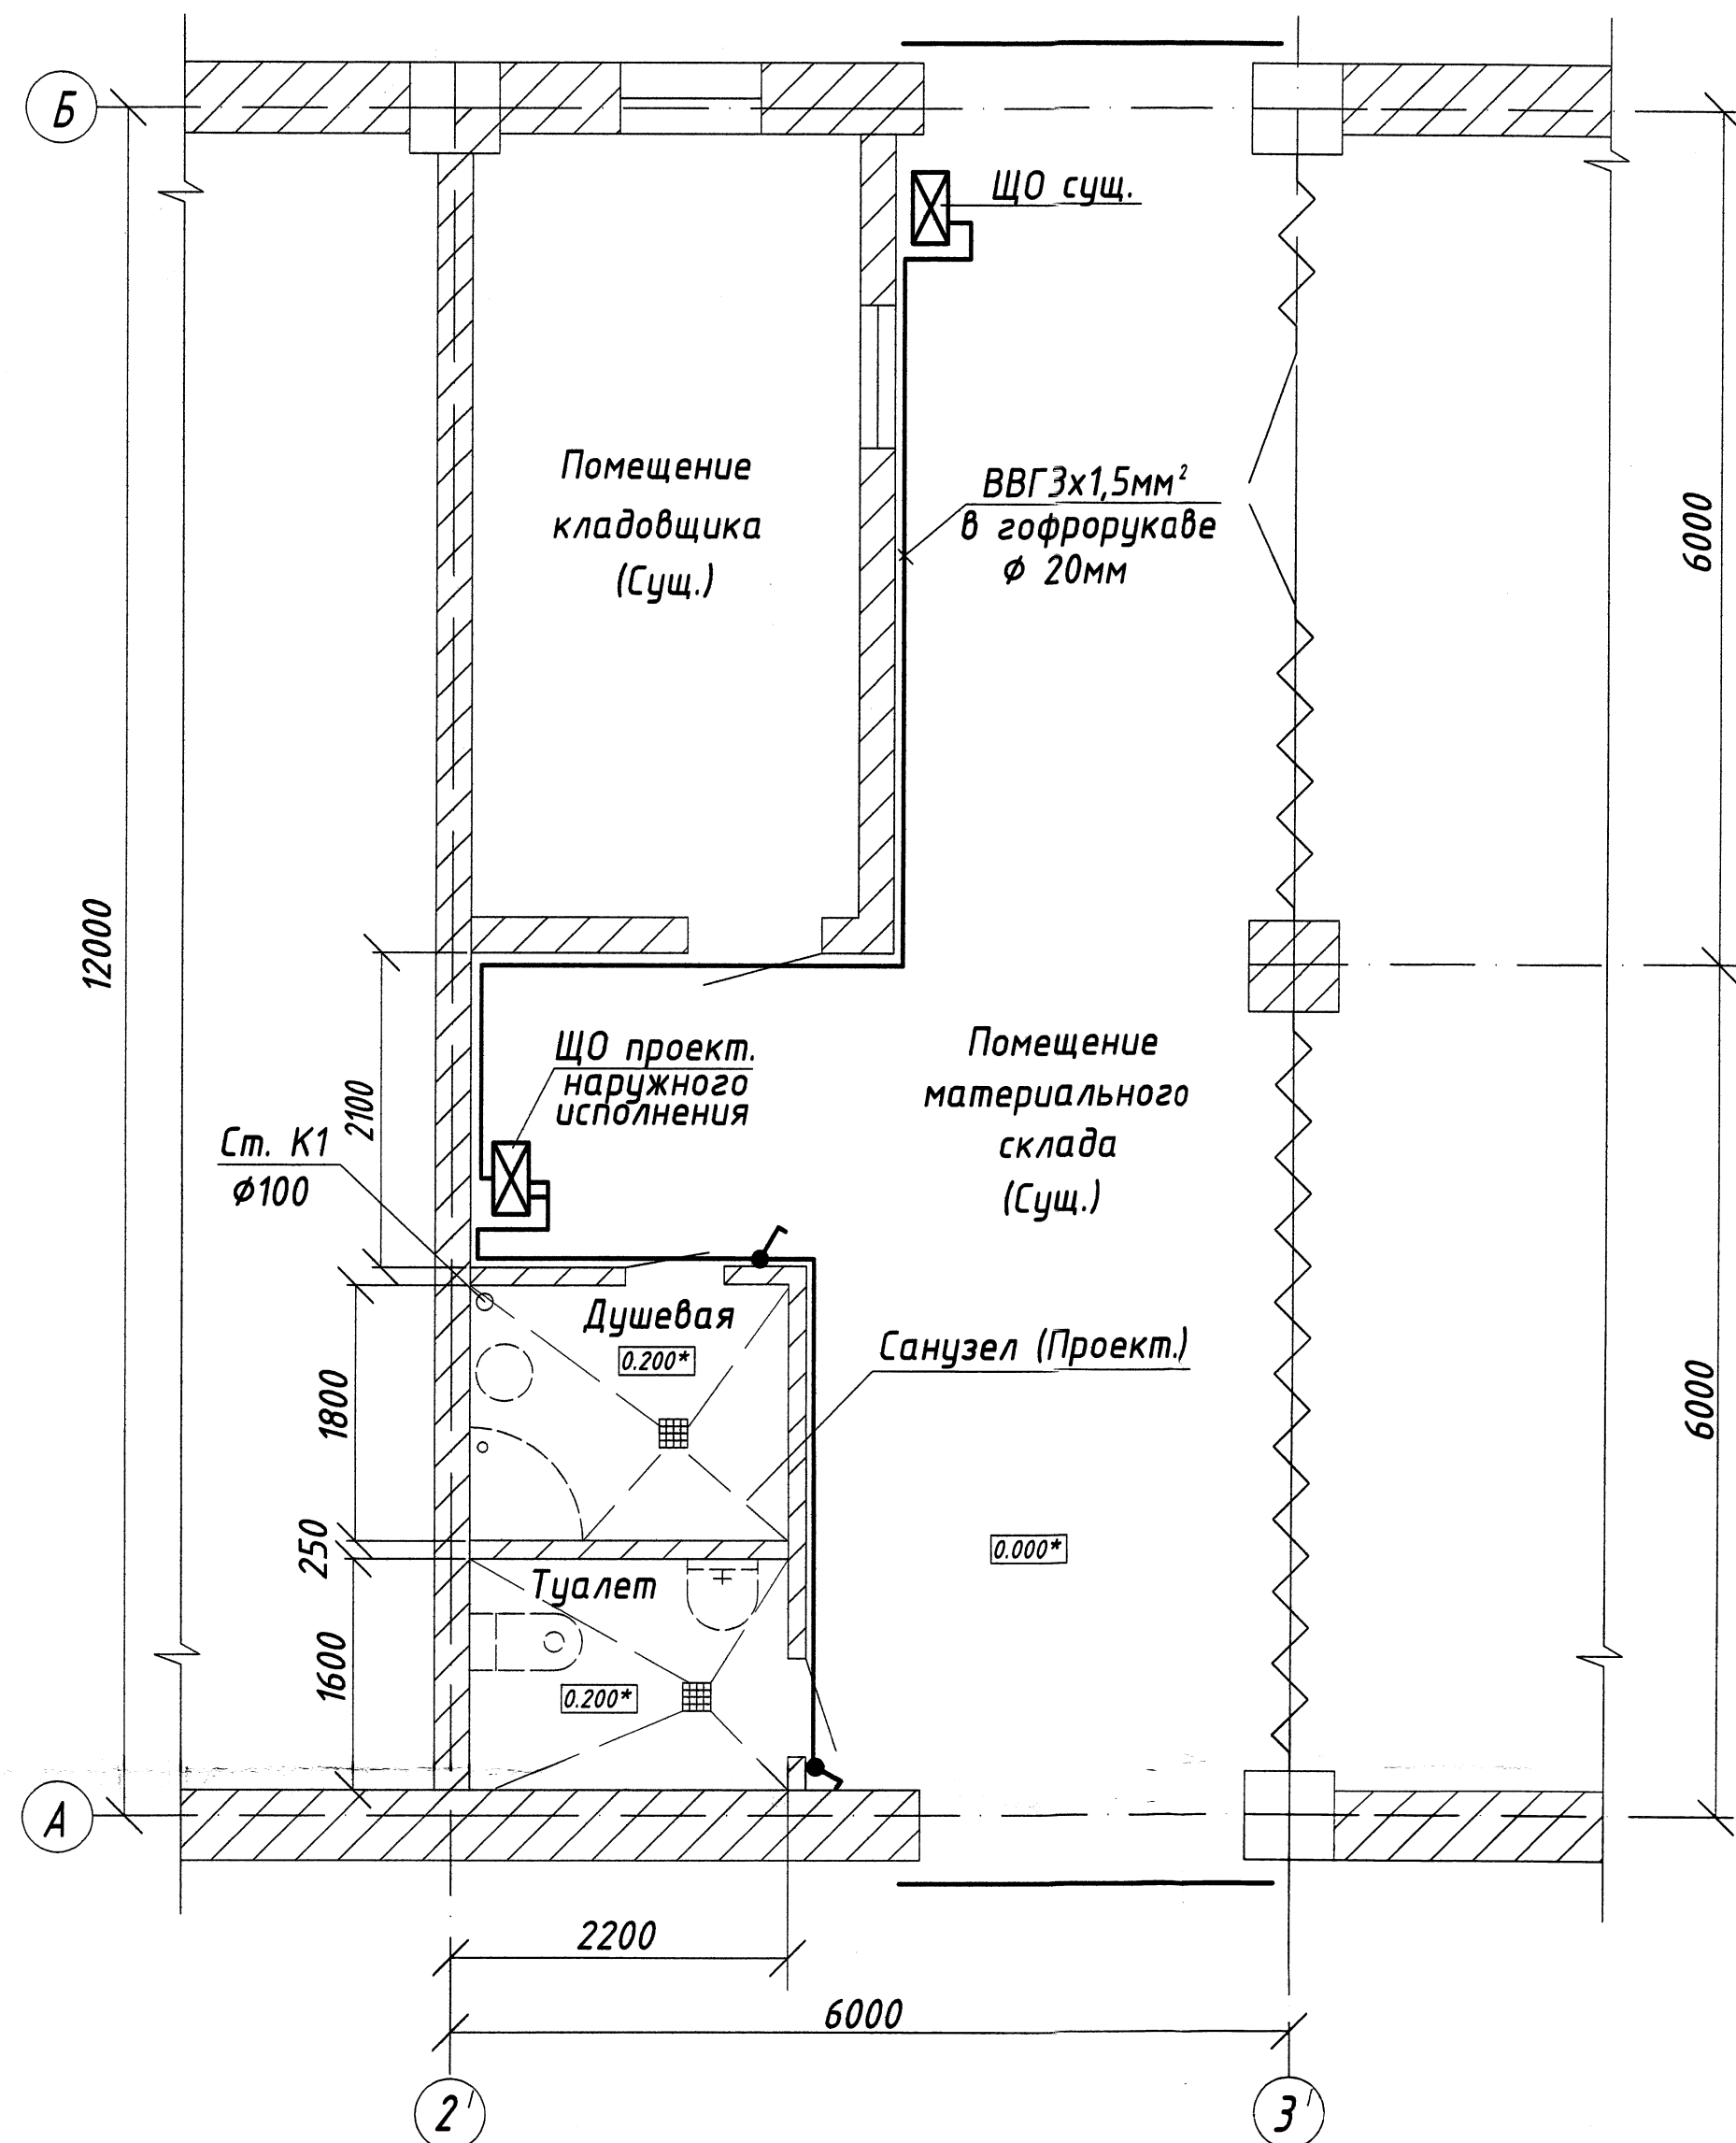 Б
ЩО сущ.
Помещение
кладовщика
(Сущ.)
ВВГ3х1,5мм²
в гофрорукаве
ϕ 20мм
6000
12000
2100
ЩО проект.
наружного
исполнения
Помещение
материального
склада
(Сущ.)
Ст. К1
ϕ100
Душевая
0.200*
Санузел (Проект.)
1800
6000
250
0.000*
Туалет
1600
0.200*
А
2200
6000
2'
3'